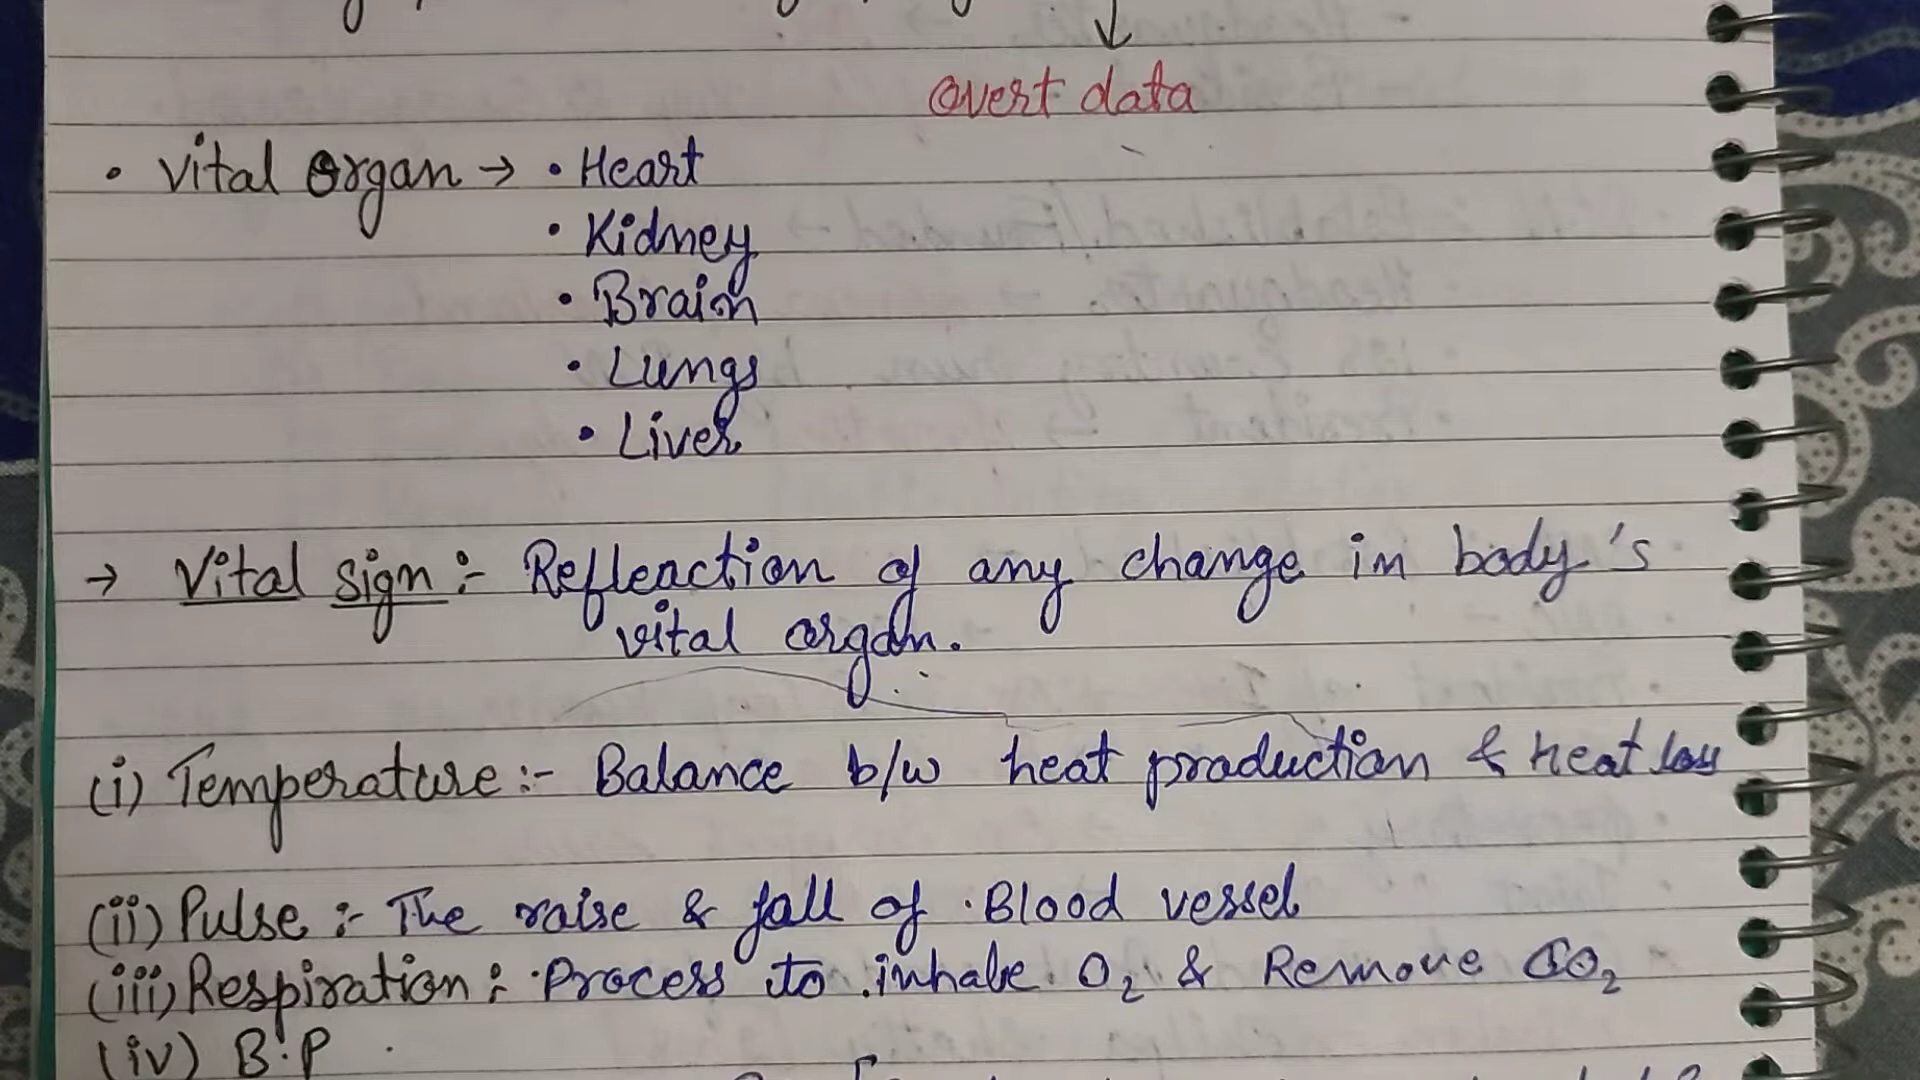 ↓
Overt data
• Vital Organ → • Heart
• Kidney
• Brain
• Lungs
• Liver
→ Vital sign :- Refleaction of any change in body's
vital organ.
(i) Temperature :- Balance b/w heat production & heat loss
(ii) Pulse :- The raise & fall of Blood vessel
(iii) Respiration : Process to inhale O₂ & Remove CO₂
(iv) B.P